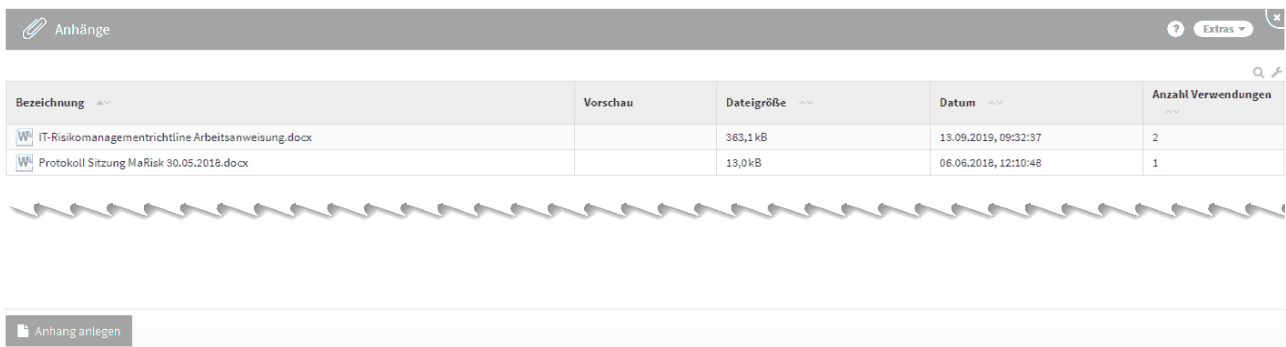 Anhänge
? Extras
Bezeichnung Vorschau Dateigröße Datum Anzahl Verwendungen
IT-Risikomanagementrichtline Arbeitsanweisung.docx 363,1 kB 13.09.2019, 09:32:37 2
Protokoll Sitzung MaRisk 30.05.2018.docx 13,0 kB 06.06.2018, 12:10:48 1
Anhang anlegen